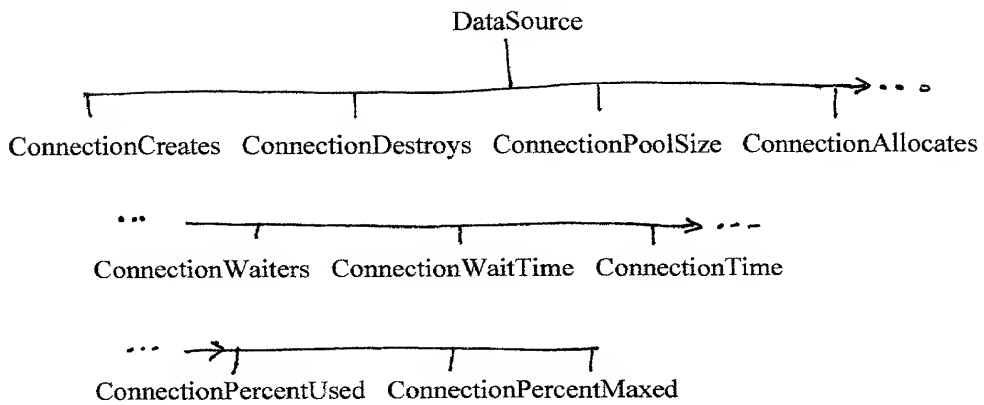 DataSource
ConnectionCreates ConnectionDestroys ConnectionPoolSize ConnectionAllocates
ConnectionWaiters ConnectionWaitTime ConnectionTime
ConnectionPercentUsed ConnectionPercentMaxed